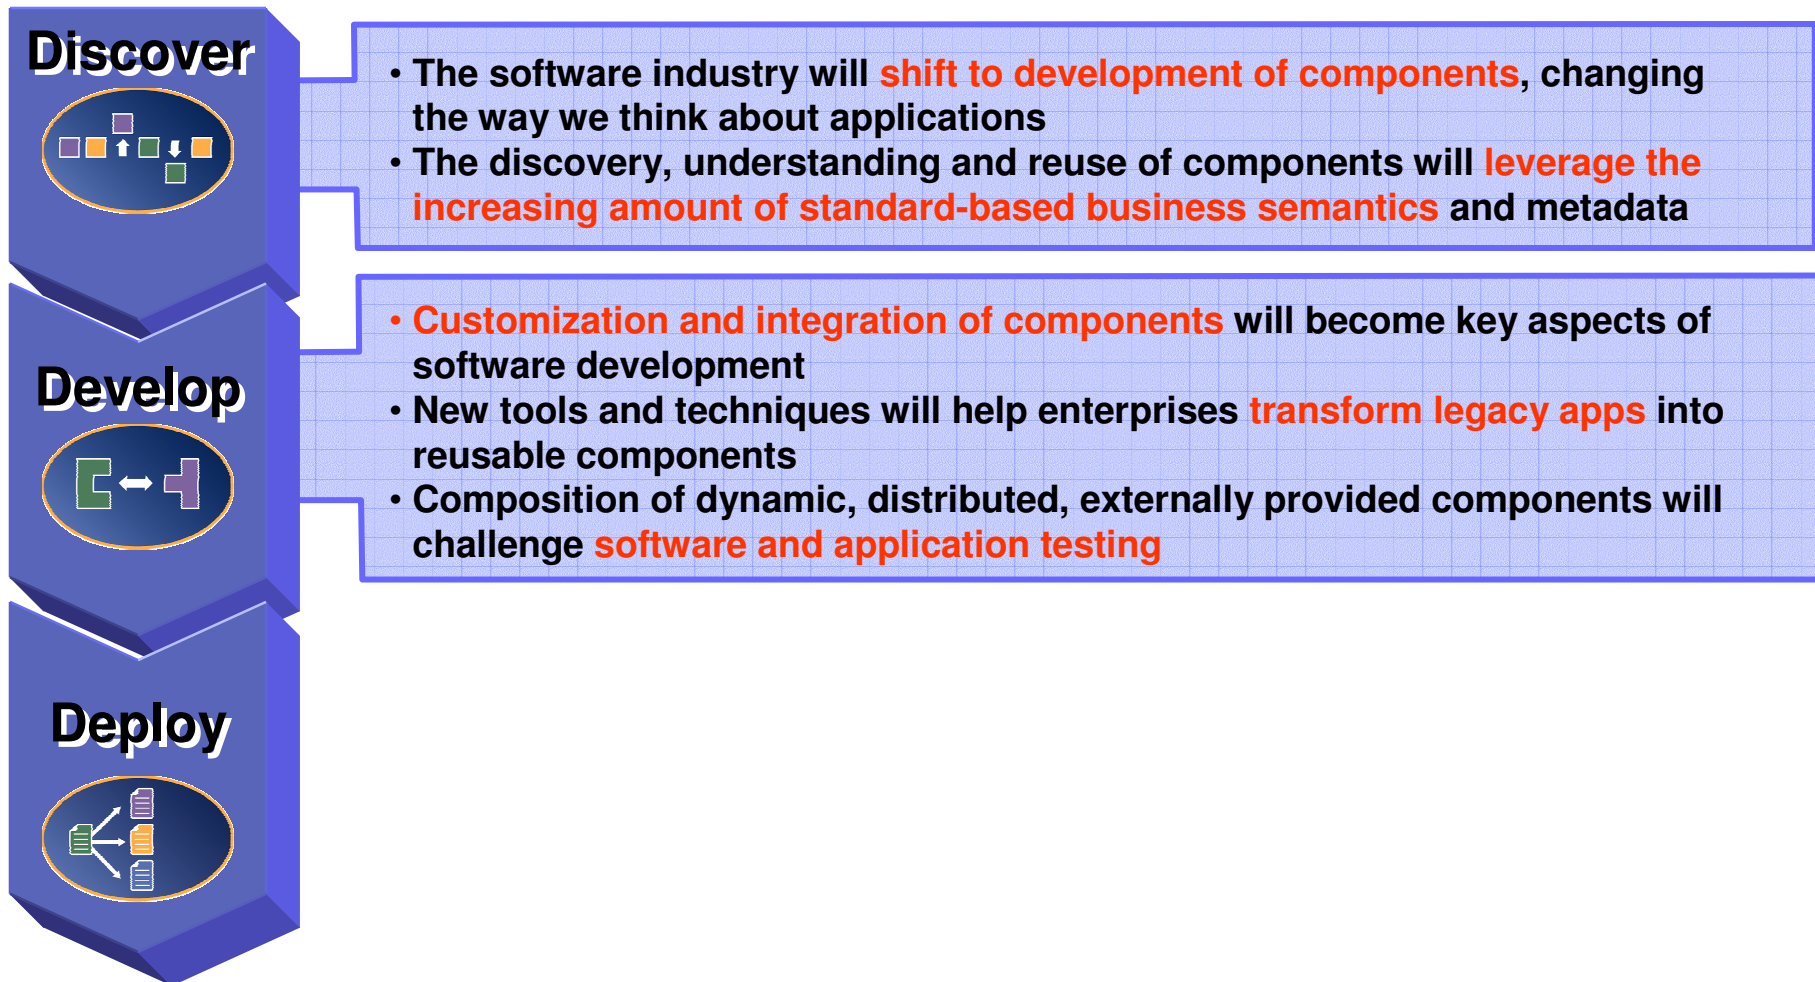 Discover
• The software industry will shift to development of components, changing
the way we think about applications
• The discovery, understanding and reuse of components will leverage the
increasing amount of standard-based business semantics and metadata
Develop
• Customization and integration of components will become key aspects of
software development
• New tools and techniques will help enterprises transform legacy apps into
reusable components
• Composition of dynamic, distributed, externally provided components will
challenge software and application testing
Deploy